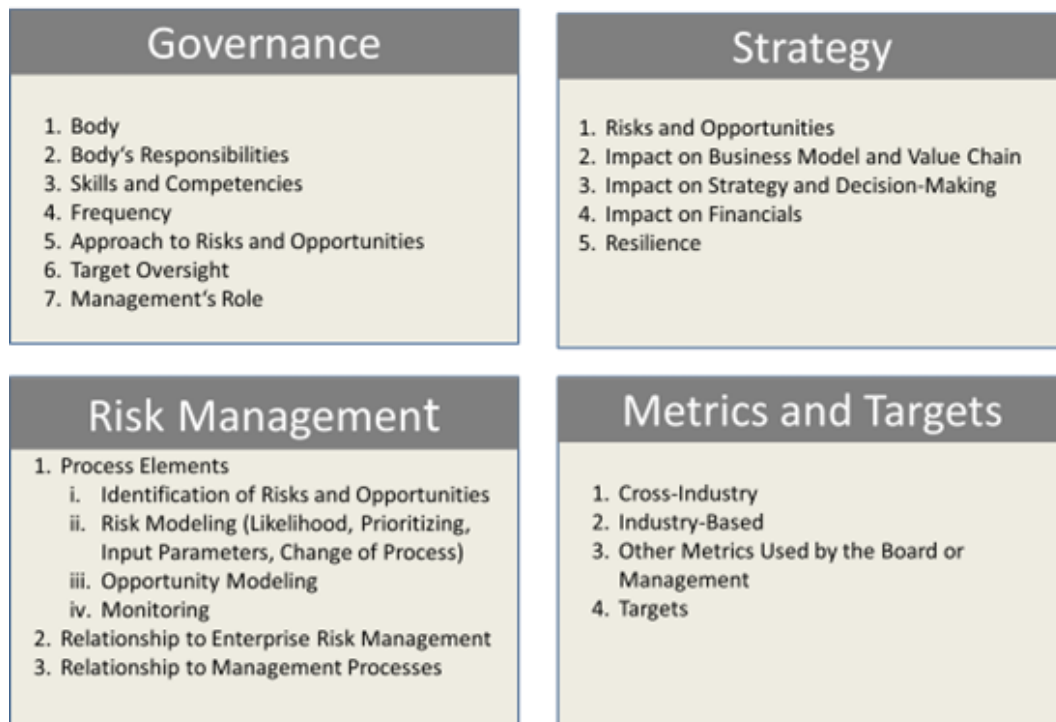 Governance
1. Body
2. Body‘s Responsibilities
3. Skills and Competencies
4. Frequency
5. Approach to Risks and Opportunities
6. Target Oversight
7. Management‘s Role
Strategy
1. Risks and Opportunities
2. Impact on Business Model and Value Chain
3. Impact on Strategy and Decision-Making
4. Impact on Financials
5. Resilience
Risk Management
1. Process Elements
i. Identification of Risks and Opportunities
ii. Risk Modeling (Likelihood, Prioritizing,
Input Parameters, Change of Process)
iii. Opportunity Modeling
iv. Monitoring
2. Relationship to Enterprise Risk Management
3. Relationship to Management Processes
Metrics and Targets
1. Cross-Industry
2. Industry-Based
3. Other Metrics Used by the Board or
Management
4. Targets